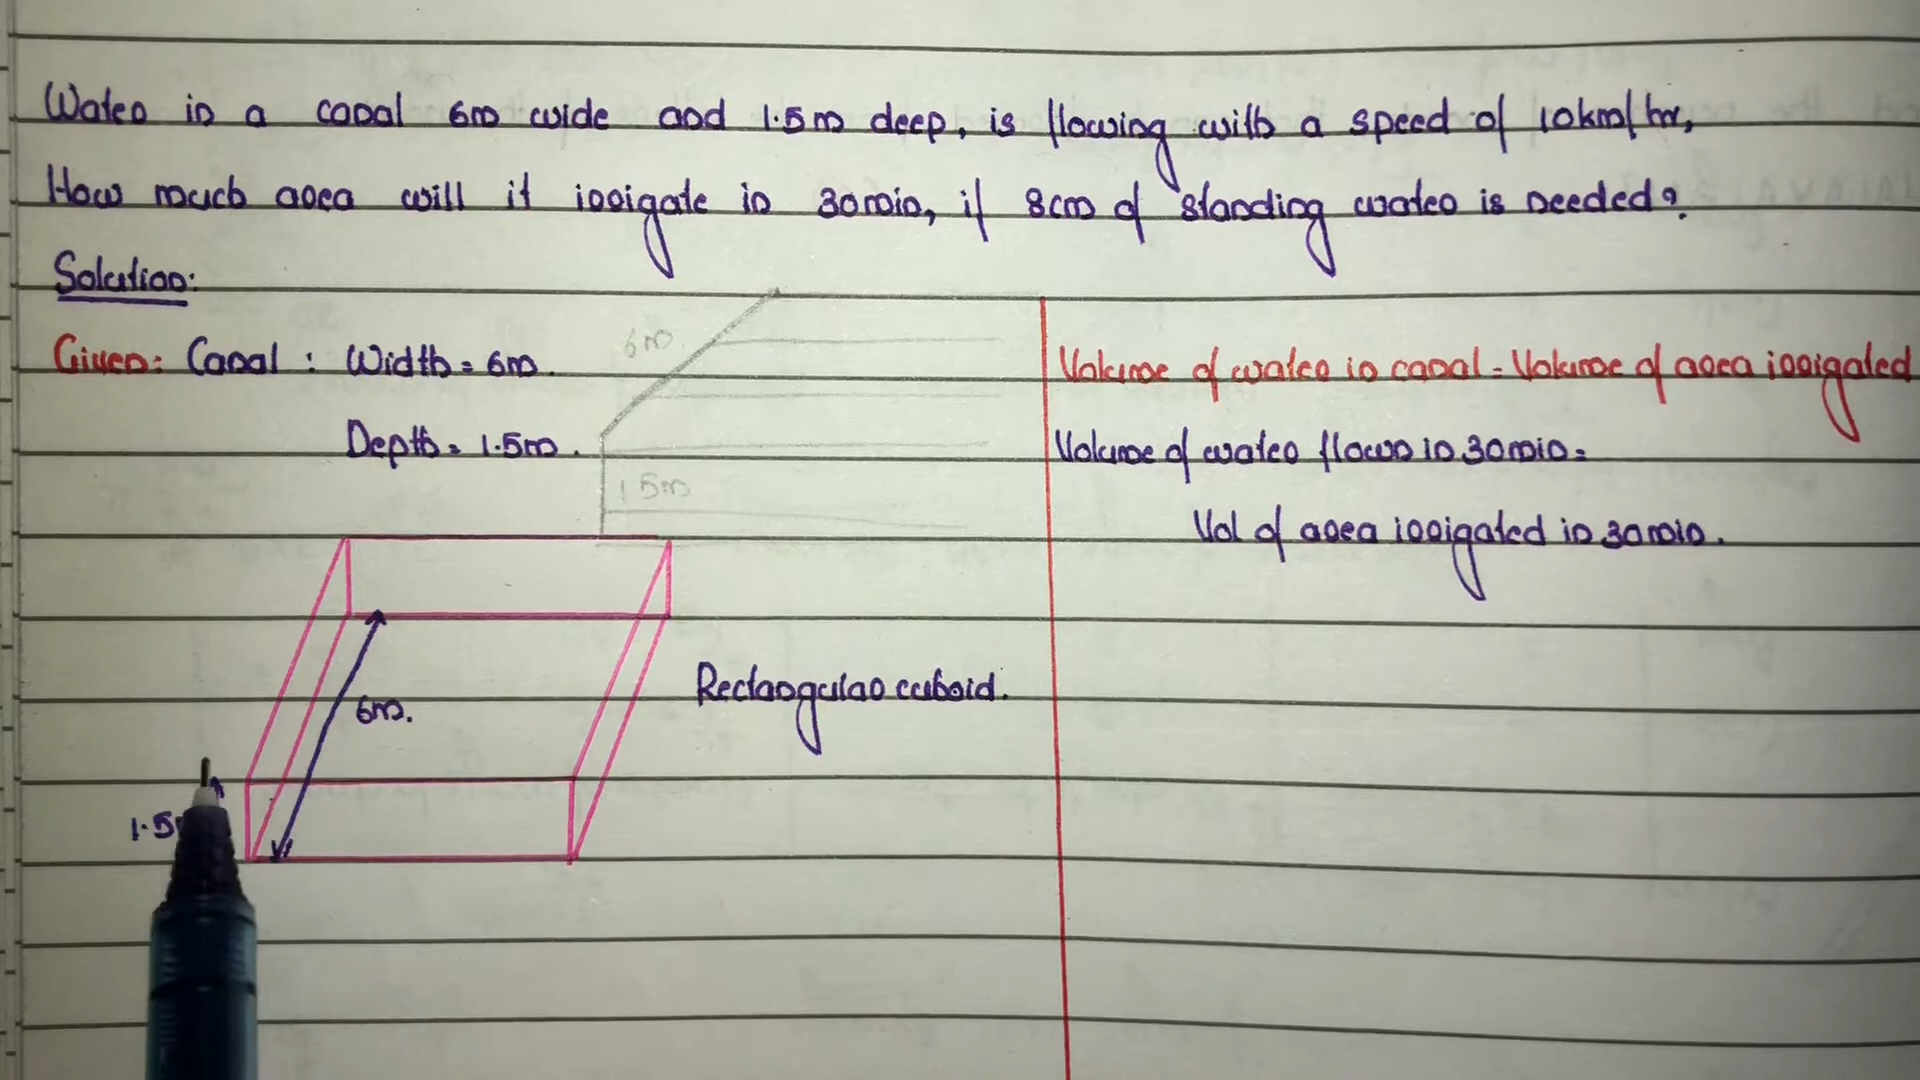 Water in a canal 6m wide and 1.5m deep, is flowing with a speed of 10km/hr,
How much area will it irrigate in 30min, if 8cm of standing water is needed?
Solution:
Given: Canal : Width = 6m.
Depth = 1.5m.
6m
1.5m
6m.
Rectangular cuboid.
Volume of water in canal = Volume of area irrigated
Volume of water flows in 30min =
Vol of area irrigated in 30min.